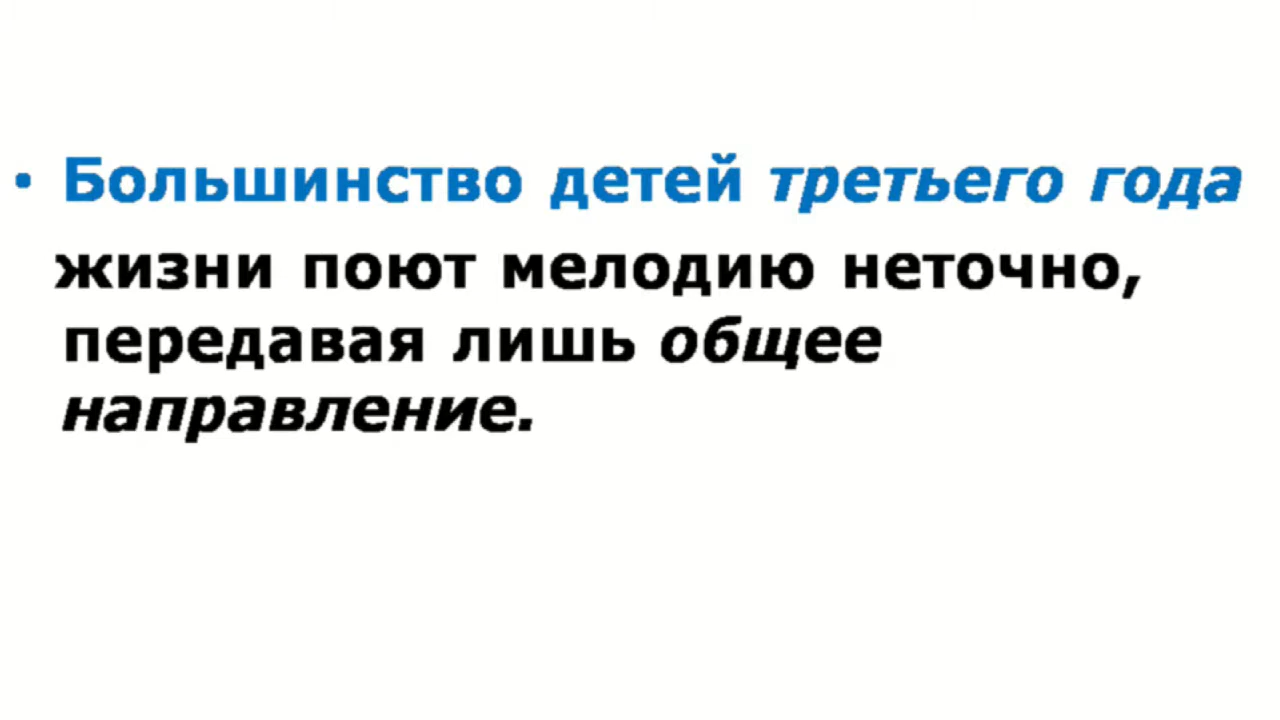 • Большинство детей третьего года
жизни поют мелодию неточно,
передавая лишь общее
направление.